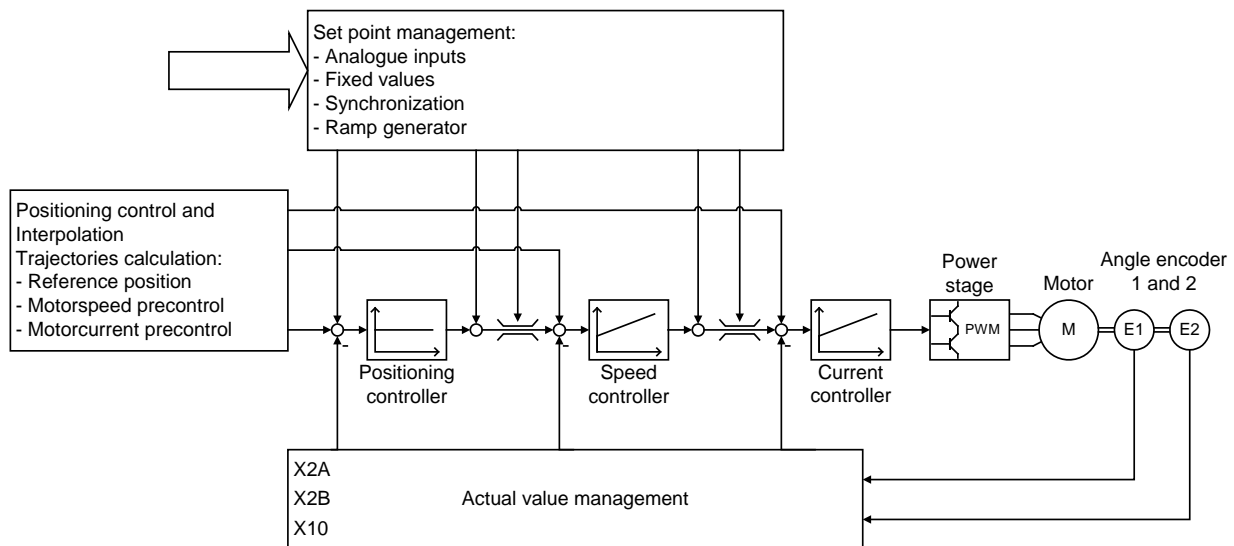 Set point management:
- Analogue inputs
- Fixed values
- Synchronization
- Ramp generator
Positioning control and
Interpolation
Trajectories calculation:
- Reference position
- Motorspeed precontrol
- Motorcurrent precontrol
Power
stage
Motor
Angle encoder
1 and 2
PWM
M
E1
E2
-
-
-
Positioning
controller
Speed
controller
Current
controller
X2A
X2B
X10
Actual value management